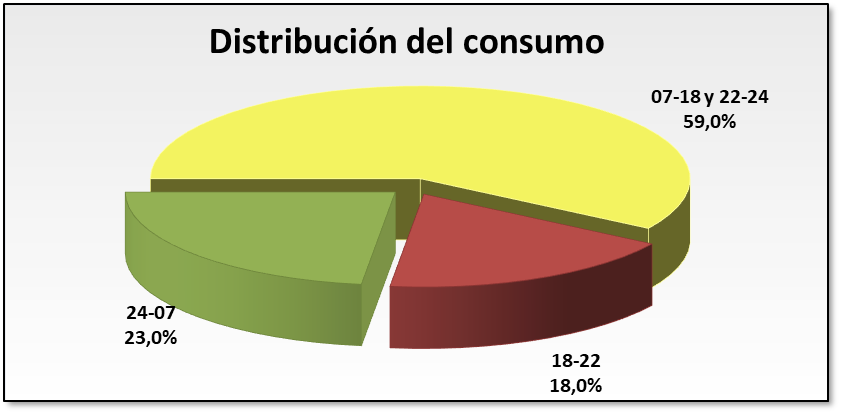 Distribución del consumo
07-18 y 22-24
59,0%
24-07
23,0%
18-22
18,0%